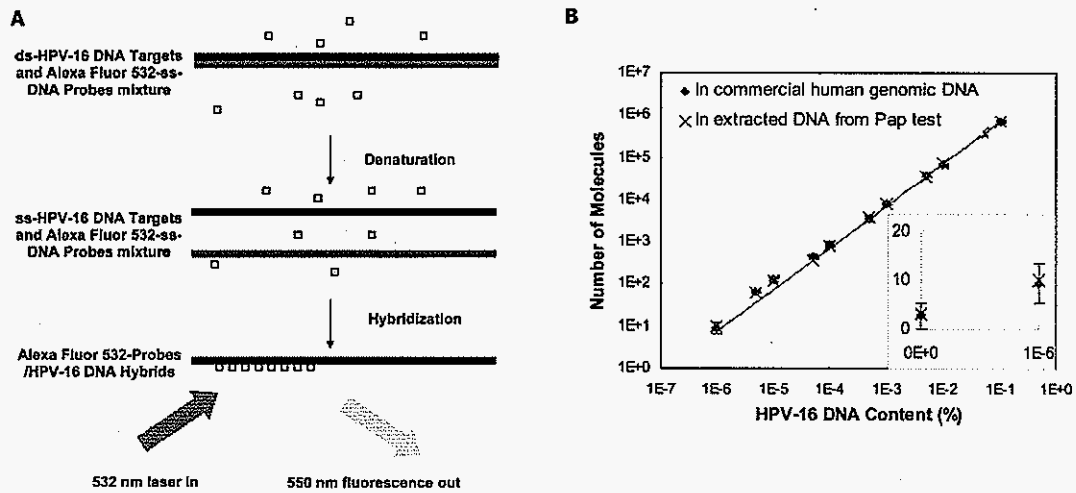 A
ds-HPV-16 DNA Targets
and Alexa Fluor 532-ss-
DNA Probes mixture
Denaturation
ss-HPV-16 DNA Targets
and Alexa Fluor 532-ss-
DNA Probes mixture
Hybridization
Alexa Fluor 532-Probes
/HPV-16 DNA Hybrids
532 nm laser in
550 nm fluorescence out
B
Number of Molecules
1E+7
1E+6
1E+5
1E+4
1E+3
1E+2
1E+1
1E+0
In commercial human genomic DNA
In extracted DNA from Pap test
20
10
0
0E+0 1E-6
1E-7 1E-6 1E-5 1E-4 1E-3 1E-2 1E-1 1E+0
HPV-16 DNA Content (%)